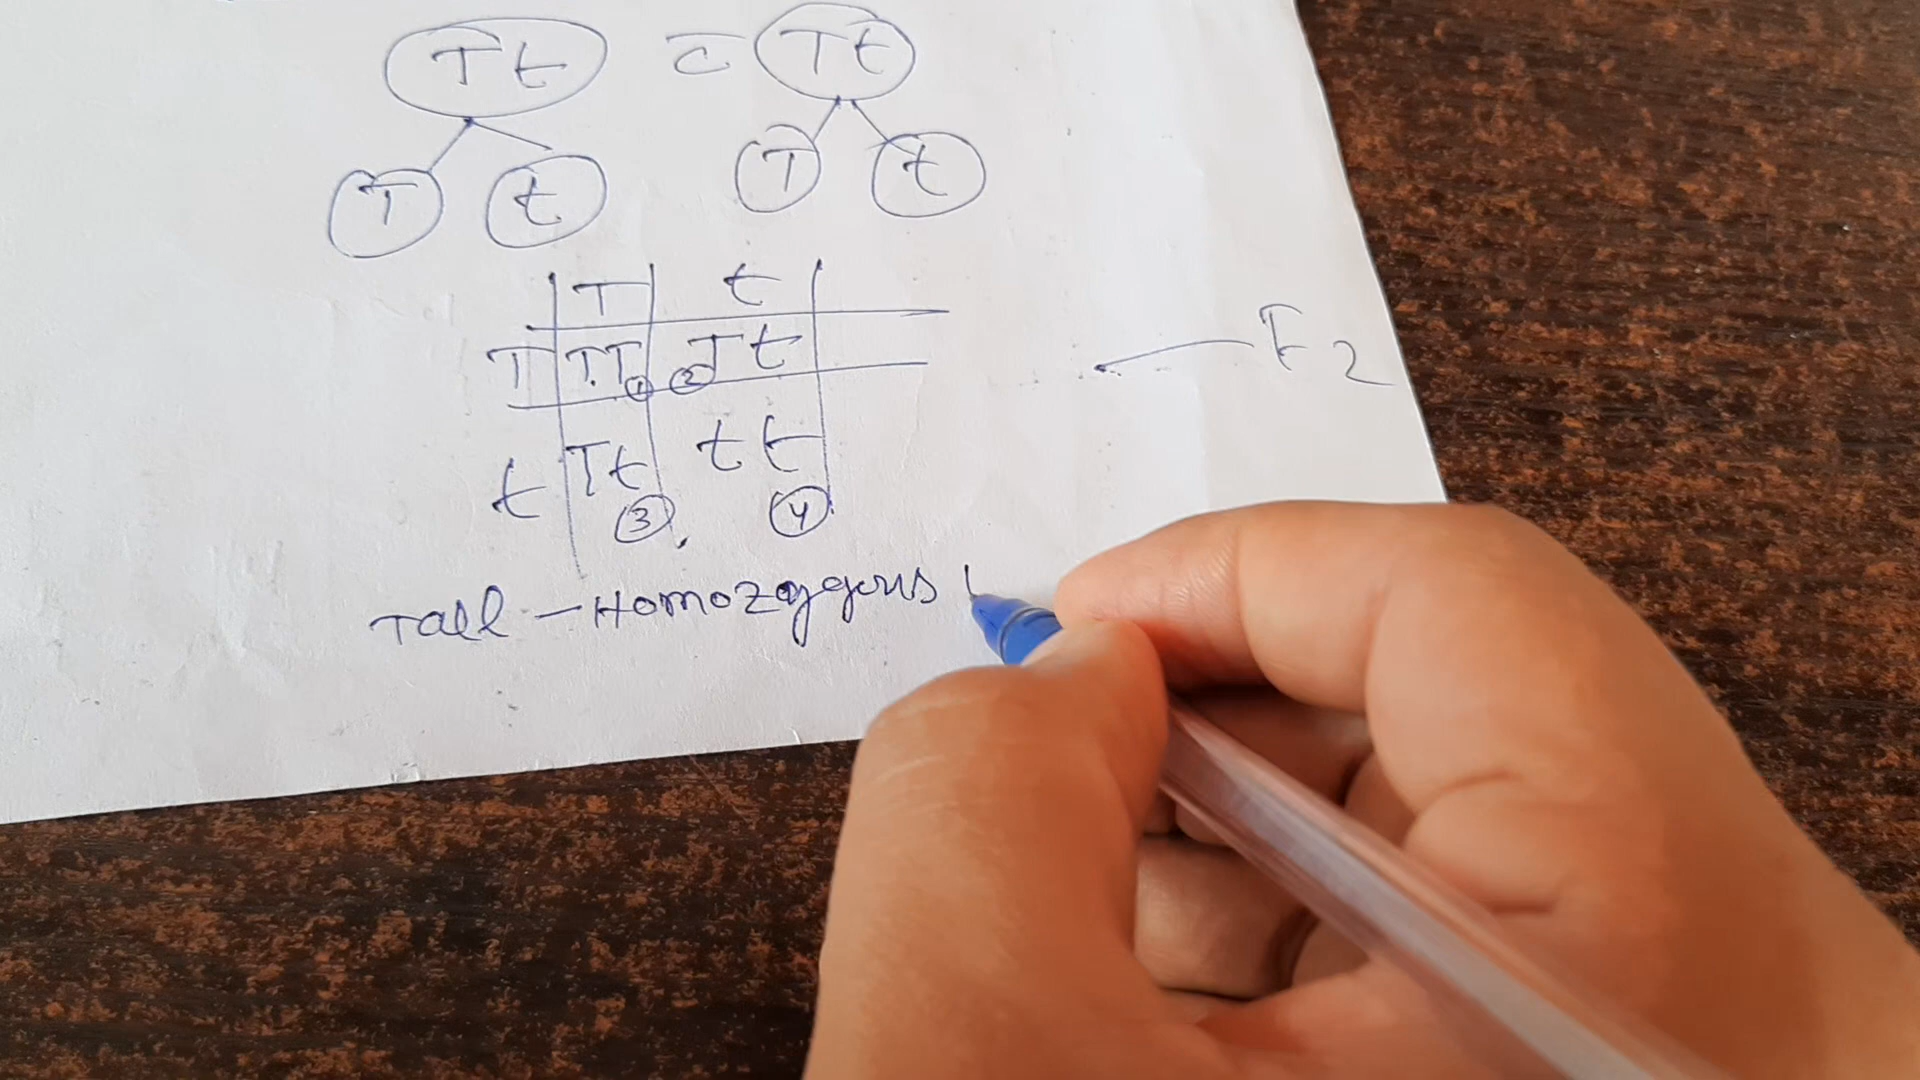 Tt c Tt
T t T t
T t
T TT ① ② Tt
F2
t Tt ③ tt ④
Tall - Homozygous